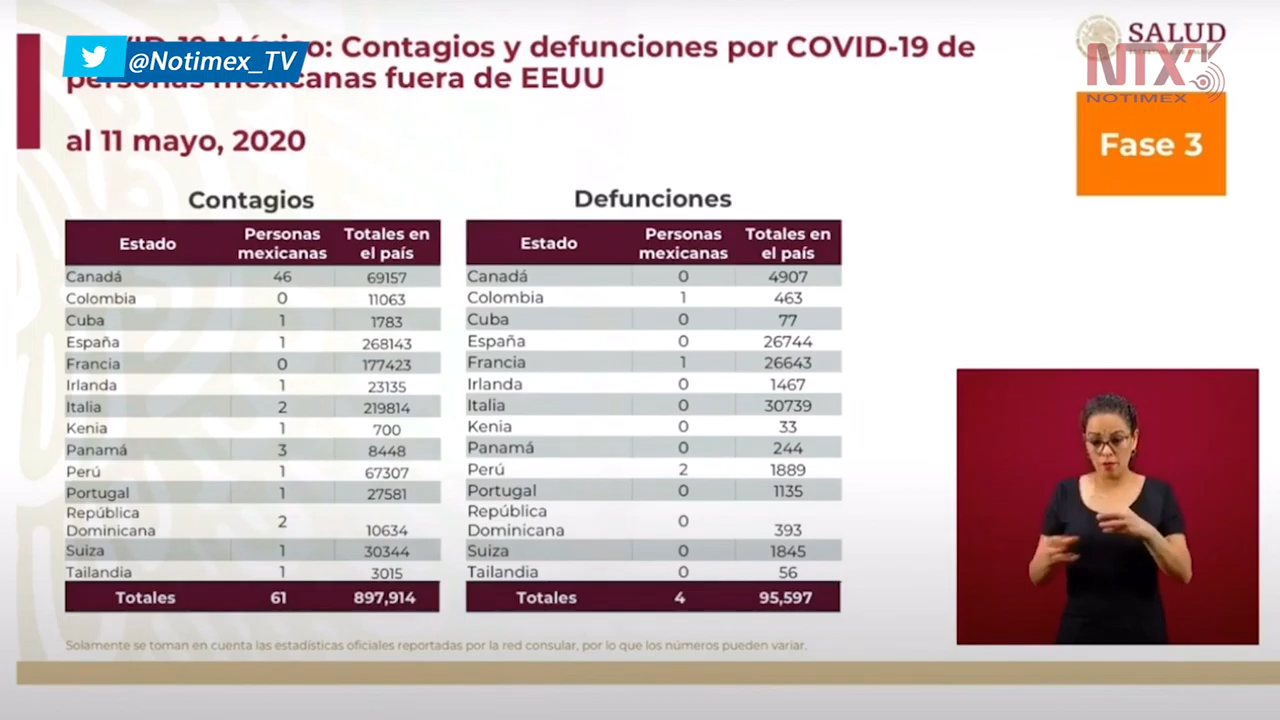 @Notimex_TV
México: Contagios y defunciones por COVID-19 de
personas mexicanas fuera de EEUU
al 11 mayo, 2020
SALUD
NTX
NOTIMEX
Fase 3
Contagios
Estado Personas mexicanas Totales en el país
Canadá 46 69157
Colombia 0 11063
Cuba 1 1783
España 1 268143
Francia 0 177423
Irlanda 1 23135
Italia 2 219814
Kenia 1 700
Panamá 3 8448
Perú 1 67307
Portugal 1 27581
República Dominicana 2 10634
Suiza 1 30344
Tailandia 1 3015
Totales 61 897,914
Defunciones
Estado Personas mexicanas Totales en el país
Canadá 0 4907
Colombia 1 463
Cuba 0 77
España 0 26744
Francia 1 26643
Irlanda 0 1467
Italia 0 30739
Kenia 0 33
Panamá 0 244
Perú 2 1889
Portugal 0 1135
República Dominicana 0 393
Suiza 0 1845
Tailandia 0 56
Totales 4 95,597
Solamente se toman en cuenta las estadísticas oficiales reportadas por la red consular, por lo que los números pueden variar.